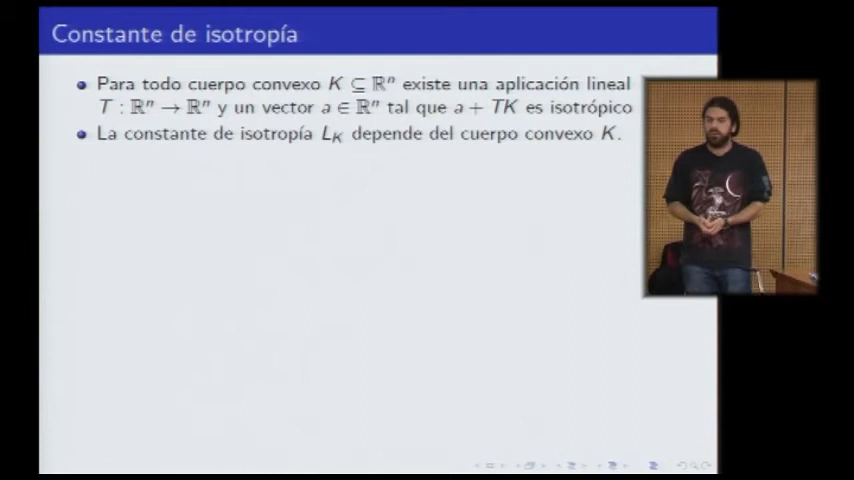 Constante de isotropía
Para todo cuerpo convexo K ⊆ ℝⁿ existe una aplicación lineal
T : ℝⁿ → ℝⁿ y un vector a ∈ ℝⁿ tal que a + TK es isotrópico
La constante de isotropía L_K depende del cuerpo convexo K.